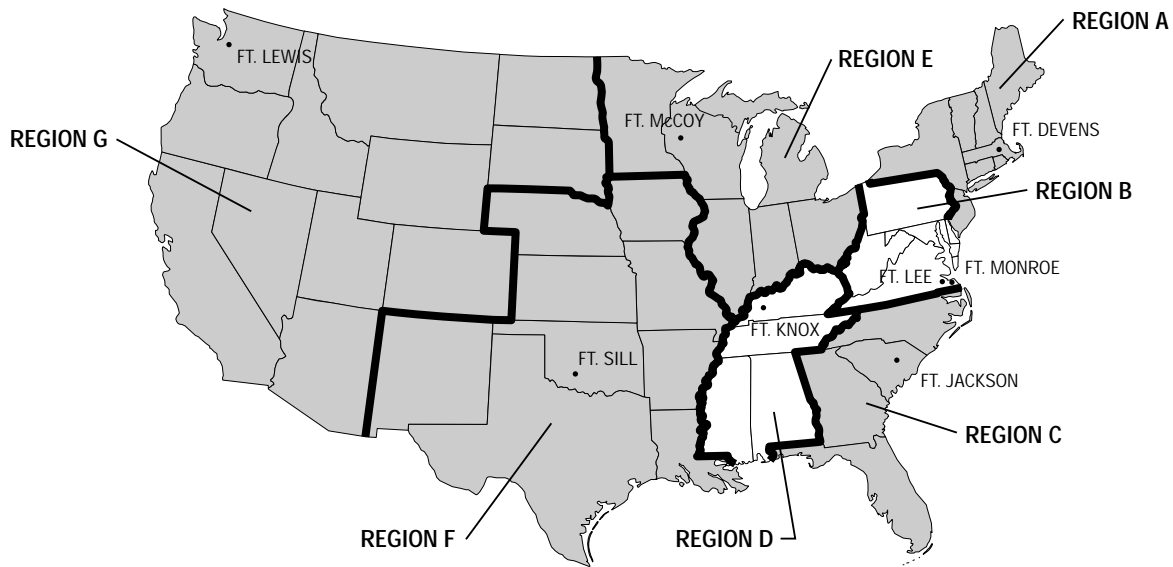 REGION A
REGION E
FT. LEWIS
FT. McCOY
FT. DEVENS
REGION G
REGION B
FT. LEE
FT. MONROE
FT. KNOX
FT. SILL
FT. JACKSON
REGION C
REGION F
REGION D